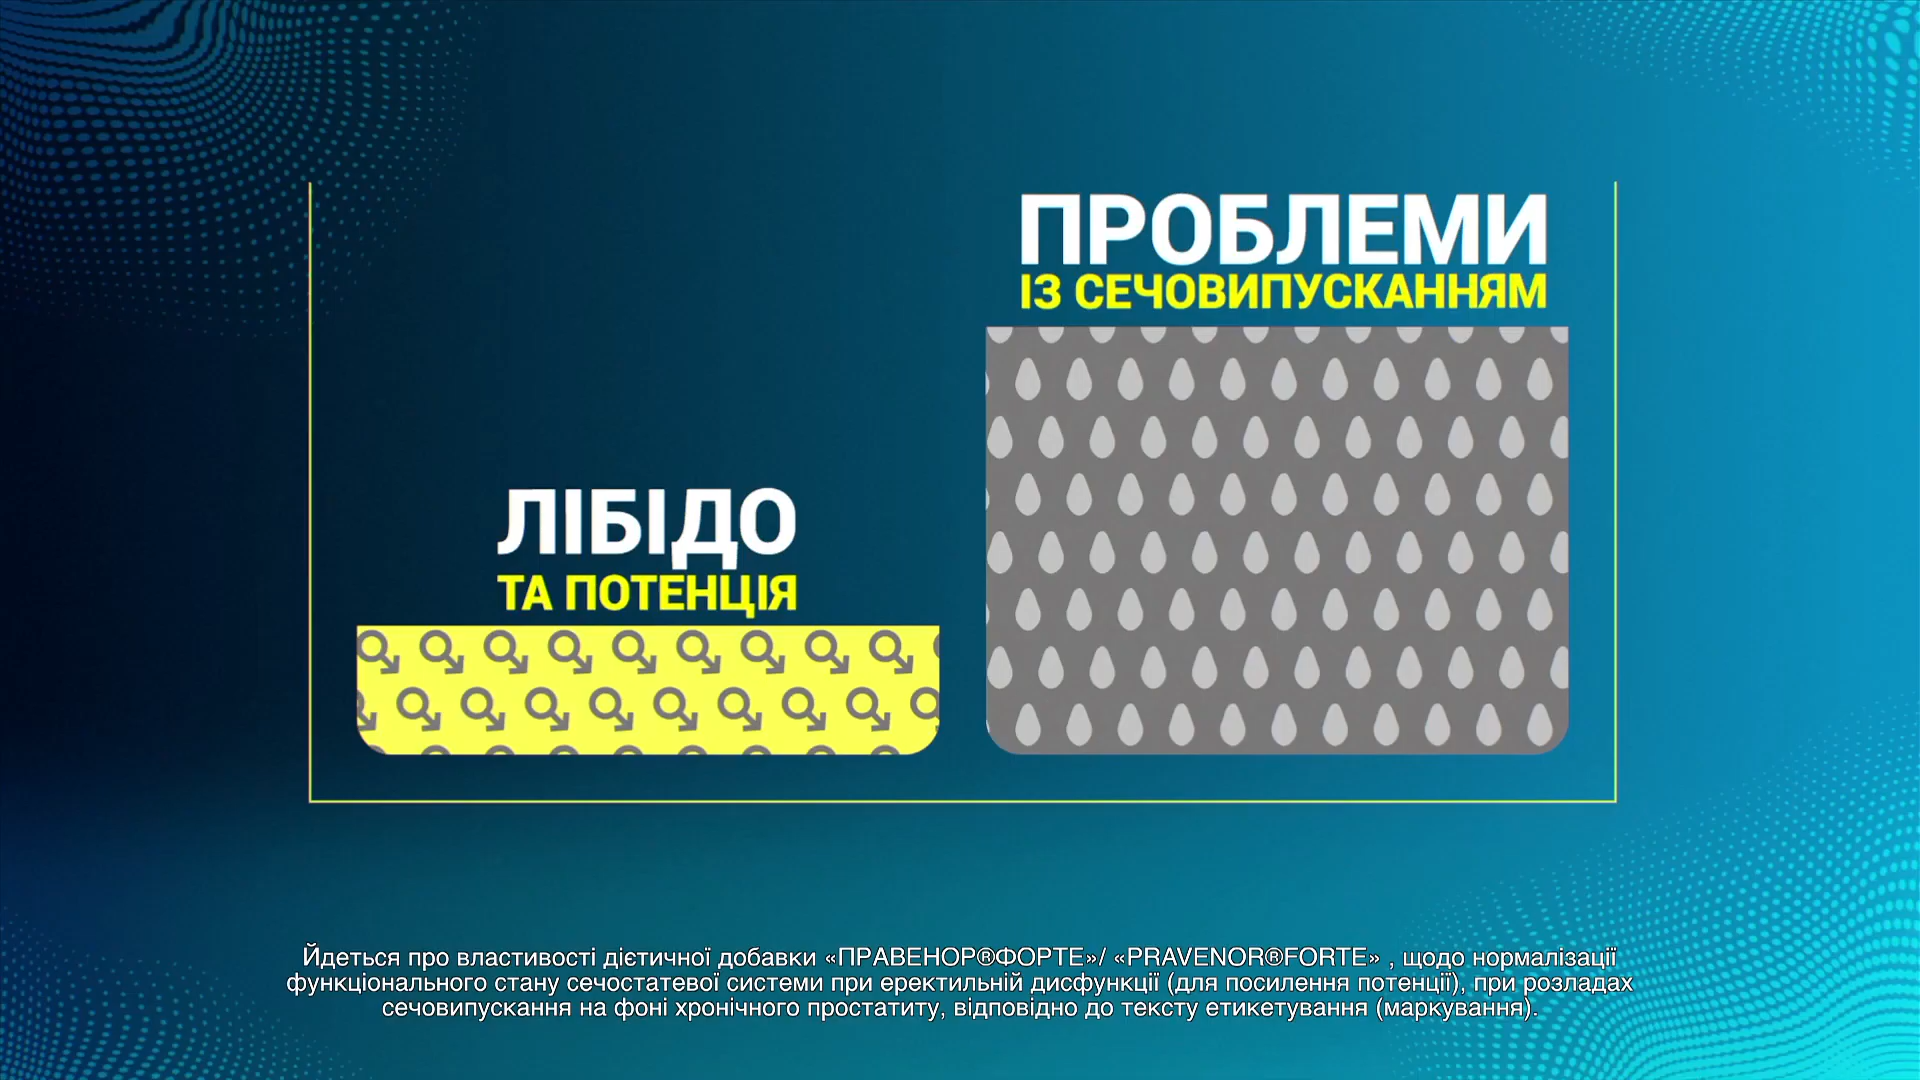 ПРОБЛЕМИ
ІЗ СЕЧОВИПУСКАННЯМ
ЛІБІДО
ТА ПОТЕНЦІЯ
Йдеться про властивості дієтичної добавки «ПРАВЕНОР®ФОРТЕ»/ «PRAVENOR®FORTE» , щодо нормалізації
функціонального стану сечостатевої системи при еректильній дисфункції (для посилення потенції), при розладах
сечовипускання на фоні хронічного простатиту, відповідно до тексту етикетування (маркування).